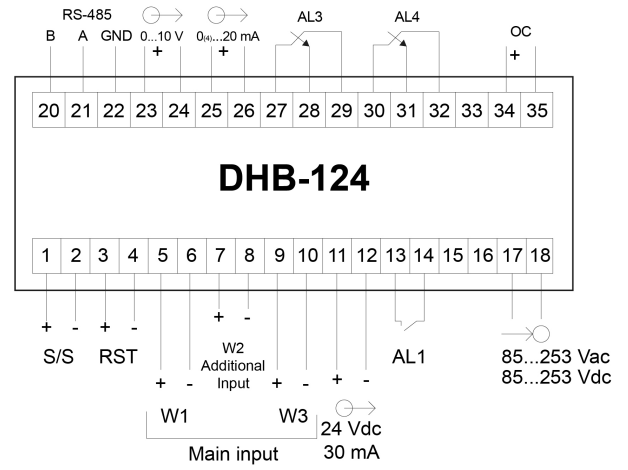 RS-485 AL3 AL4
B A GND 0...10 V 0(4)...20 mA OC
+ + +
20 21 22 23 24 25 26 27 28 29 30 31 32 33 34 35
DHB-124
1 2 3 4 5 6 7 8 9 10 11 12 13 14 15 16 17 18
+ - + - + -
S/S RST W2 AL1 85...253 Vac
Additional 85...253 Vdc
Input
+ - + - + -
W1 W3 24 Vdc
Main input 30 mA